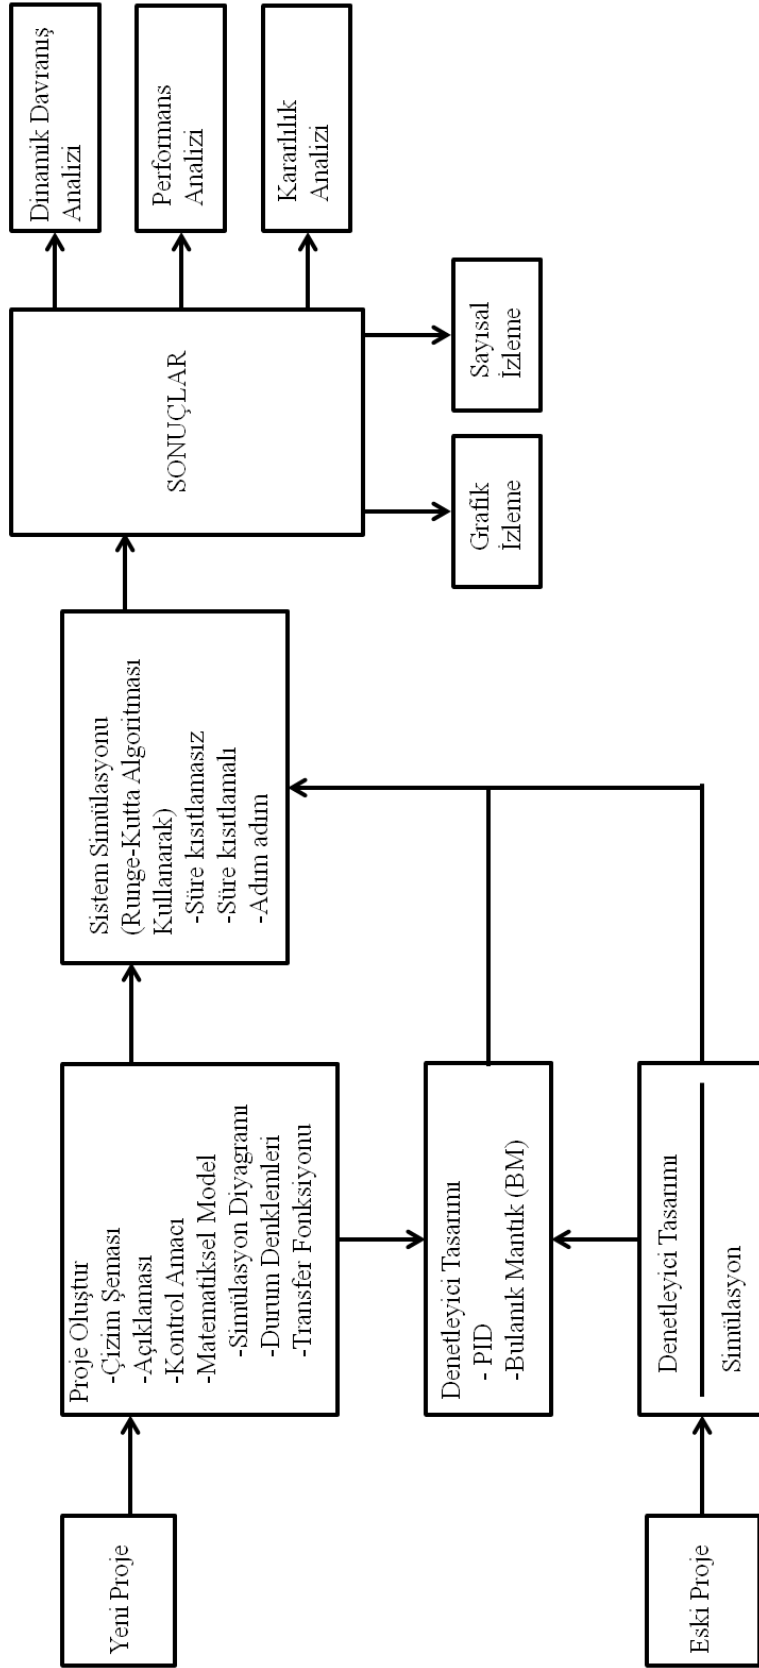 Yeni Proje
Proje Oluştur
-Çizim Şeması
-Açıklaması
-Kontrol Amacı
-Matematiksel Model
-Simülasyon Diyagramı
-Durum Denklemleri
-Transfer Fonksiyonu
Sistem Simülasyonu
(Runge-Kutta Algoritması
Kullanarak)
-Süre kısıtlamasız
-Süre kısıtlamalı
-Adım adım
SONUÇLAR
Dinamik Davranış
Analizi
Performans
Analizi
Kararlılık
Analizi
Grafik
İzleme
Sayısal
İzleme
Denetleyici Tasarımı
- PID
- Bulanık Mantık (BM)
Eski Proje
Denetleyici Tasarımı
Simülasyon